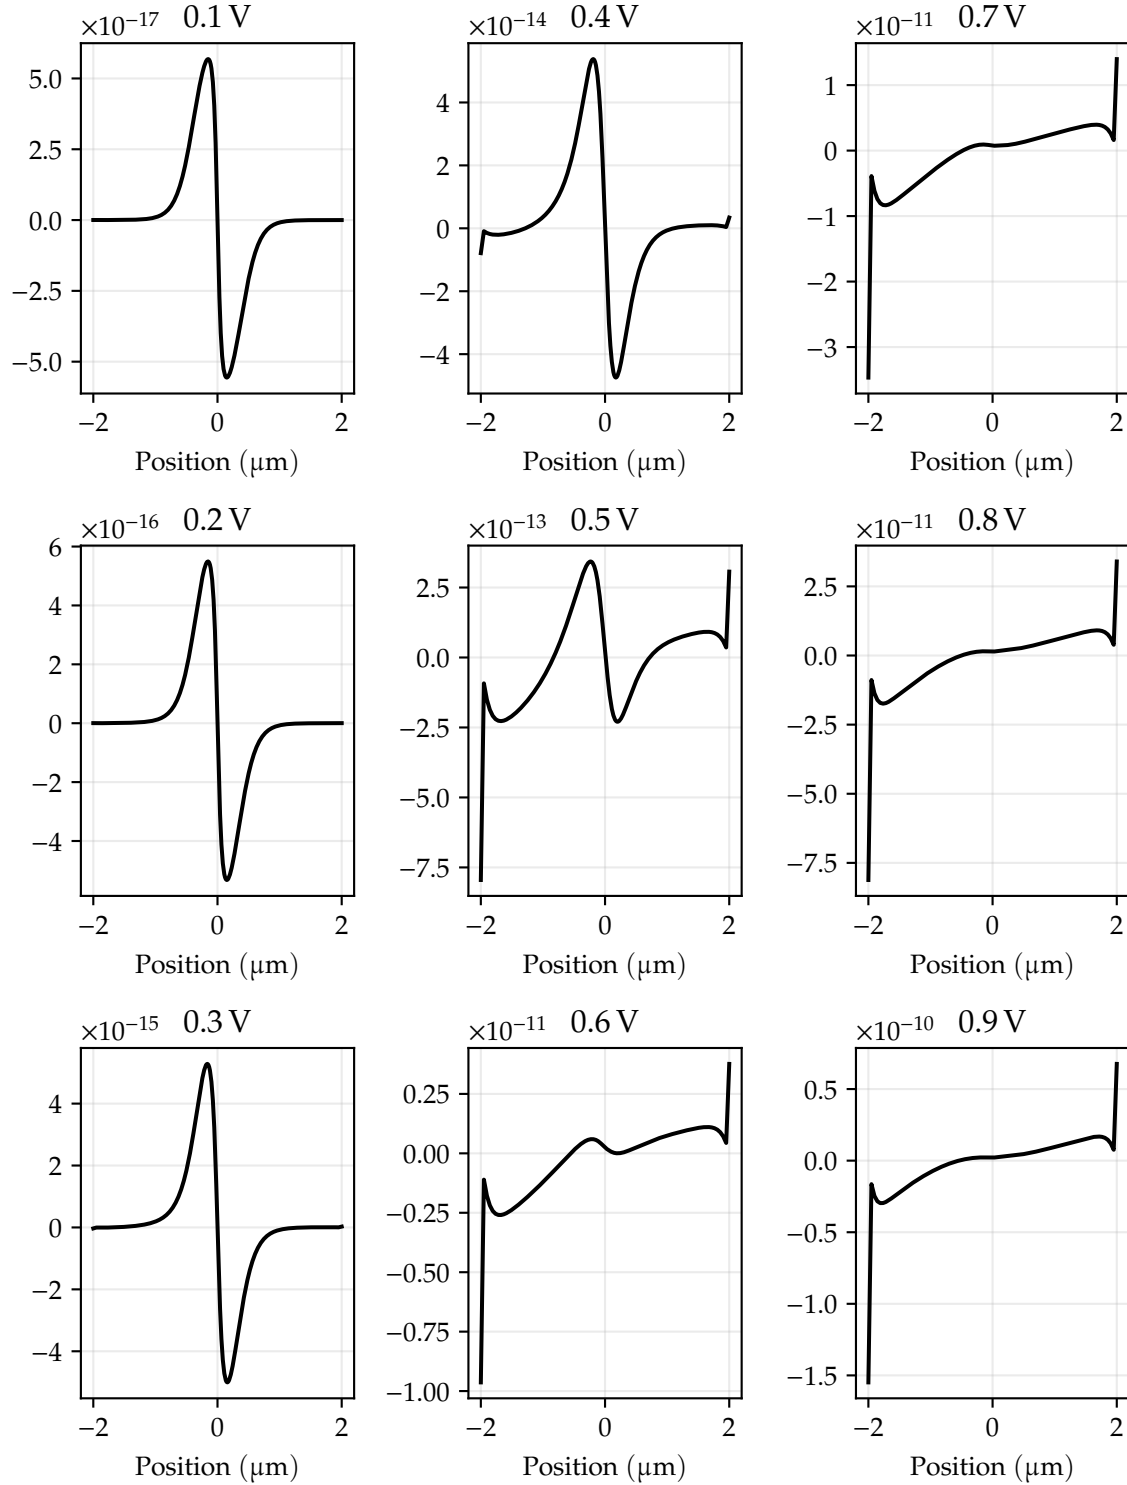 ×10⁻¹⁷ 0.1 V
5.0
2.5
0.0
−2.5
−5.0
−2 0 2
Position (μm)
×10⁻¹⁴ 0.4 V
4
2
0
−2
−4
−2 0 2
Position (μm)
×10⁻¹¹ 0.7 V
1
0
−1
−2
−3
−2 0 2
Position (μm)
×10⁻¹⁶ 0.2 V
6
4
2
0
−2
−4
−2 0 2
Position (μm)
×10⁻¹³ 0.5 V
2.5
0.0
−2.5
−5.0
−7.5
−2 0 2
Position (μm)
×10⁻¹¹ 0.8 V
2.5
0.0
−2.5
−5.0
−7.5
−2 0 2
Position (μm)
×10⁻¹⁵ 0.3 V
4
2
0
−2
−4
−2 0 2
Position (μm)
×10⁻¹¹ 0.6 V
0.25
0.00
−0.25
−0.50
−0.75
−1.00
−2 0 2
Position (μm)
×10⁻¹⁰ 0.9 V
0.5
0.0
−0.5
−1.0
−1.5
−2 0 2
Position (μm)